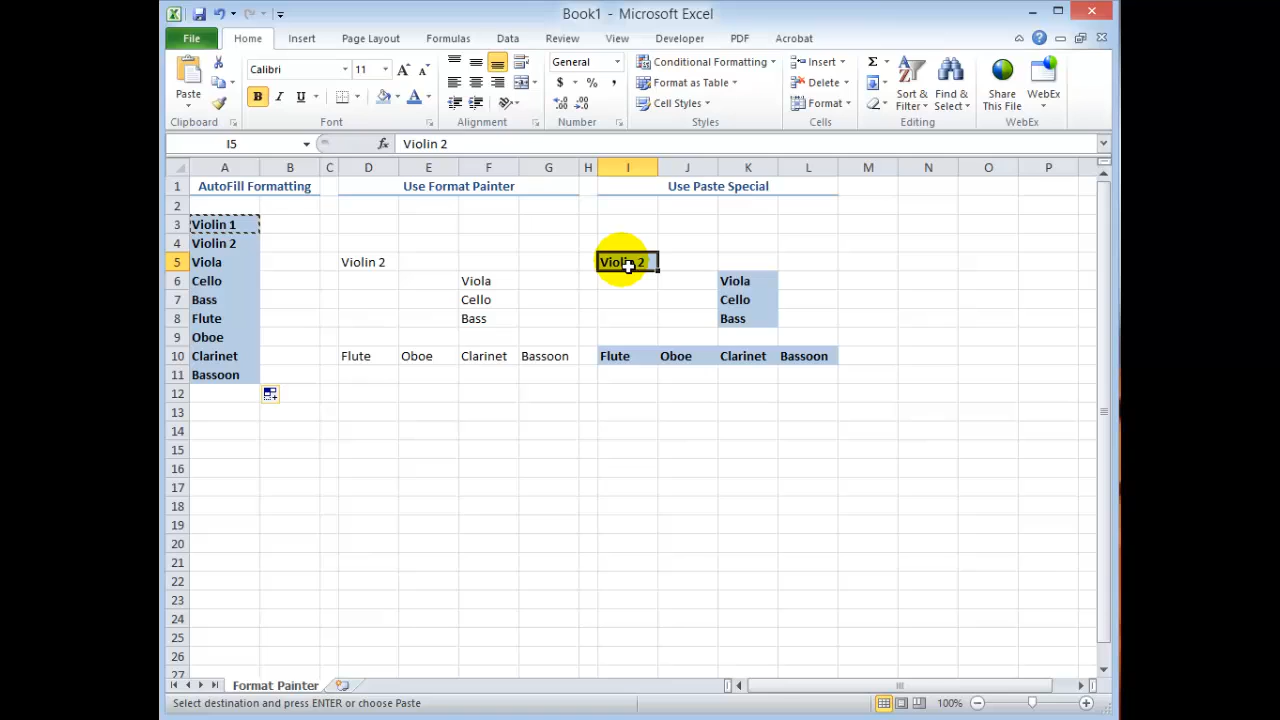 Book1 - Microsoft Excel
File Home Insert Page Layout Formulas Data Review View Developer PDF Acrobat
Paste
Calibri 11
B I U
General
$ % ,
Conditional Formatting
Format as Table
Cell Styles
Insert
Delete
Format
Sort & Filter
Find & Select
Share This File
WebEx
Clipboard Font Alignment Number Styles Cells Editing WebEx
I5 fx Violin 2
A B C D E F G H I J K L M N O P
1 AutoFill Formatting Use Format Painter Use Paste Special
2
3 Violin 1
4 Violin 2
5 Viola Violin 2 Violin 2
6 Cello Viola Viola
7 Bass Cello Cello
8 Flute Bass Bass
9 Oboe
10 Clarinet Flute Oboe Clarinet Bassoon Flute Oboe Clarinet Bassoon
11 Bassoon
12
13
14
15
16
17
18
19
20
21
22
23
24
25
26
27
Format Painter
Select destination and press ENTER or choose Paste 100%